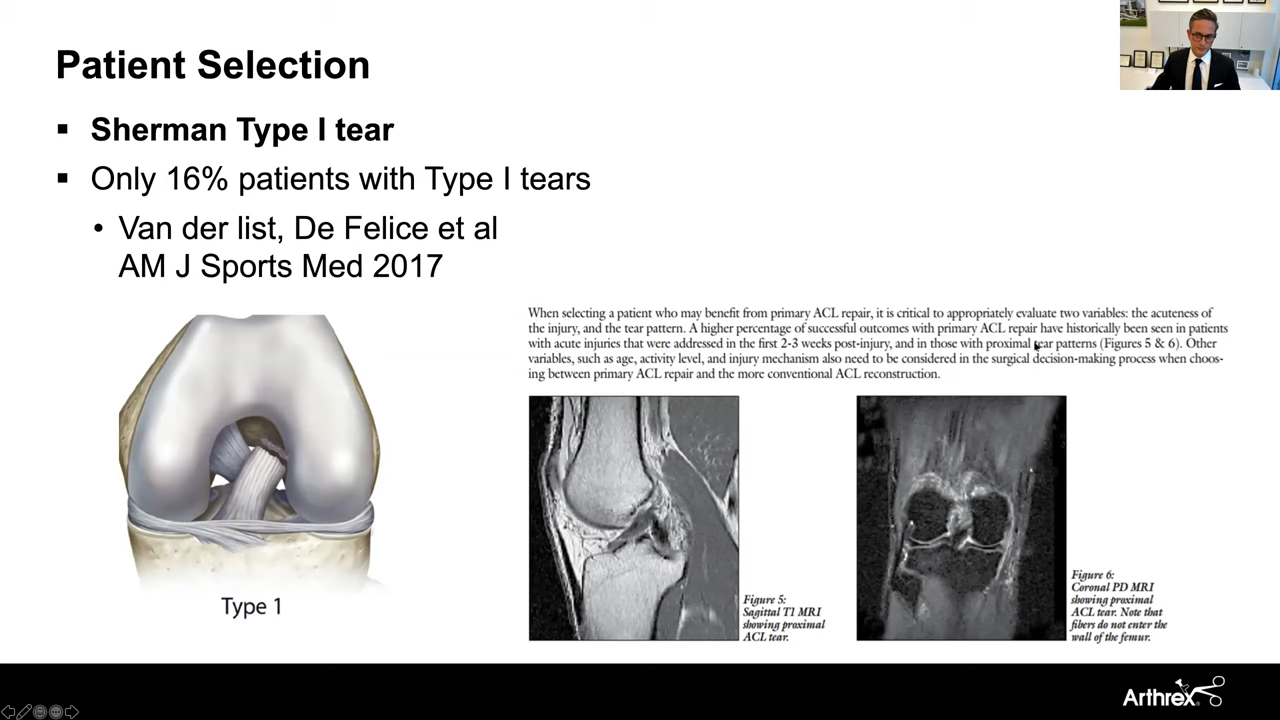 Patient Selection
▪ Sherman Type I tear
▪ Only 16% patients with Type I tears
• Van der list, De Felice et al
AM J Sports Med 2017
When selecting a patient who may benefit from primary ACL repair, it is critical to appropriately evaluate two variables: the acuteness of
the injury, and the tear pattern. A higher percentage of successful outcomes with primary ACL repair have historically been seen in patients
with acute injuries that were addressed in the first 2-3 weeks post-injury, and in those with proximal tear patterns (Figures 5 & 6). Other
variables, such as age, activity level, and injury mechanism also need to be considered in the surgical decision-making process when choos-
ing between primary ACL repair and the more conventional ACL reconstruction.
Type 1
Figure 5:
Sagittal T1 MRI
showing proximal
ACL tear.
Figure 6:
Coronal PD MRI
showing proximal
ACL tear. Note that
fibers do not enter the
wall of the femur.
Arthrex®